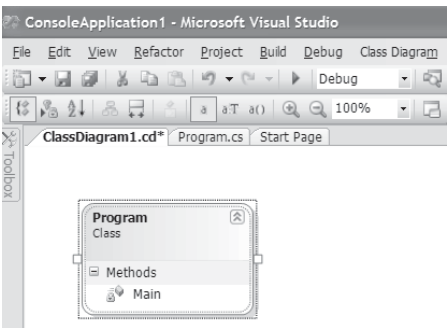 ConsoleApplication1 - Microsoft Visual Studio
File Edit View Refactor Project Build Debug Class Diagram
Debug
a a:T a() 100%
ClassDiagram1.cd* Program.cs Start Page
Toolbox
Program
Class
Methods
Main